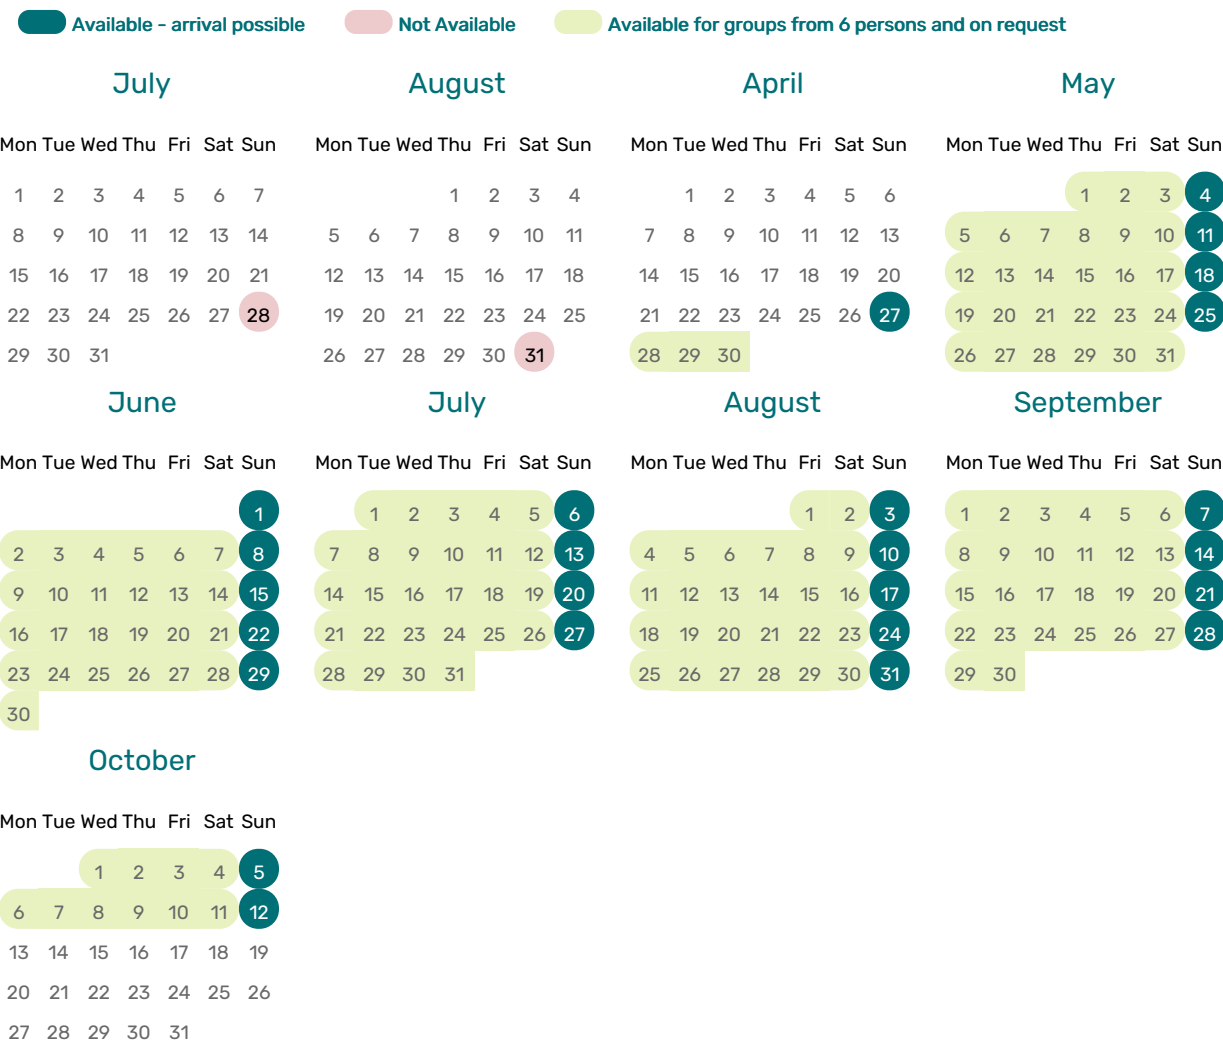 Available - arrival possible Not Available Available for groups from 6 persons and on request
July
Mon Tue Wed Thu Fri Sat Sun
1 2 3 4 5 6 7
8 9 10 11 12 13 14
15 16 17 18 19 20 21
22 23 24 25 26 27 28
29 30 31
August
Mon Tue Wed Thu Fri Sat Sun
1 2 3 4
5 6 7 8 9 10 11
12 13 14 15 16 17 18
19 20 21 22 23 24 25
26 27 28 29 30 31
April
Mon Tue Wed Thu Fri Sat Sun
1 2 3 4 5 6
7 8 9 10 11 12 13
14 15 16 17 18 19 20
21 22 23 24 25 26 27
28 29 30
May
Mon Tue Wed Thu Fri Sat Sun
1 2 3 4
5 6 7 8 9 10 11
12 13 14 15 16 17 18
19 20 21 22 23 24 25
26 27 28 29 30 31
June
Mon Tue Wed Thu Fri Sat Sun
1
2 3 4 5 6 7 8
9 10 11 12 13 14 15
16 17 18 19 20 21 22
23 24 25 26 27 28 29
30
July
Mon Tue Wed Thu Fri Sat Sun
1 2 3 4 5 6
7 8 9 10 11 12 13
14 15 16 17 18 19 20
21 22 23 24 25 26 27
28 29 30 31
August
Mon Tue Wed Thu Fri Sat Sun
1 2 3
4 5 6 7 8 9 10
11 12 13 14 15 16 17
18 19 20 21 22 23 24
25 26 27 28 29 30 31
September
Mon Tue Wed Thu Fri Sat Sun
1 2 3 4 5 6 7
8 9 10 11 12 13 14
15 16 17 18 19 20 21
22 23 24 25 26 27 28
29 30
October
Mon Tue Wed Thu Fri Sat Sun
1 2 3 4 5
6 7 8 9 10 11 12
13 14 15 16 17 18 19
20 21 22 23 24 25 26
27 28 29 30 31